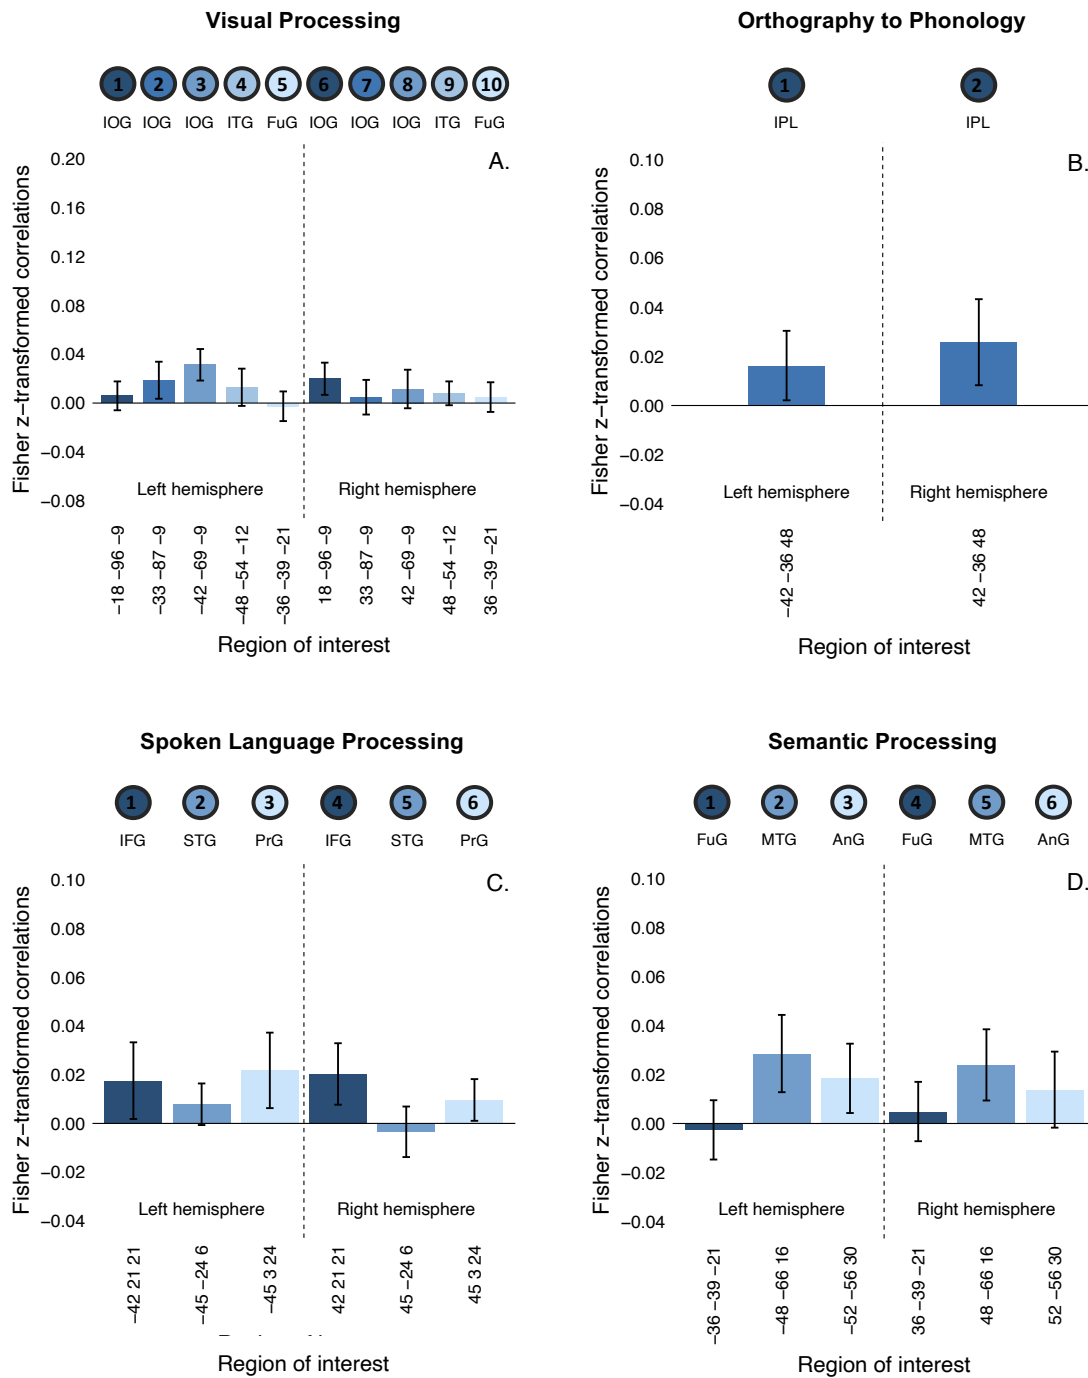 Visual Processing
1 2 3 4 5 6 7 8 9 10
IOG IOG IOG ITG FuG IOG IOG IOG ITG FuG
A.
Fisher z−transformed correlations
0.20
0.16
0.12
0.08
0.04
0.00
−0.04
−0.08
Left hemisphere Right hemisphere
−18 −96 −9
−33 −87 −9
−42 −69 −9
−48 −54 −12
−36 −39 −21
18 −96 −9
33 −87 −9
42 −69 −9
48 −54 −12
36 −39 −21
Region of interest
Orthography to Phonology
1 2
IPL IPL
B.
Fisher z−transformed correlations
0.10
0.08
0.06
0.04
0.02
0.00
−0.02
−0.04
Left hemisphere Right hemisphere
−42 −36 48
42 −36 48
Region of interest
Spoken Language Processing
1 2 3 4 5 6
IFG STG PrG IFG STG PrG
C.
Fisher z−transformed correlations
0.10
0.08
0.06
0.04
0.02
0.00
−0.02
−0.04
Left hemisphere Right hemisphere
−42 21 21
−45 −24 6
−45 3 24
42 21 21
45 −24 6
45 3 24
Region of interest
Semantic Processing
1 2 3 4 5 6
FuG MTG AnG FuG MTG AnG
D.
Fisher z−transformed correlations
0.10
0.08
0.06
0.04
0.02
0.00
−0.02
−0.04
Left hemisphere Right hemisphere
−36 −39 −21
−48 −66 16
−52 −56 30
36 −39 −21
48 −66 16
52 −56 30
Region of interest